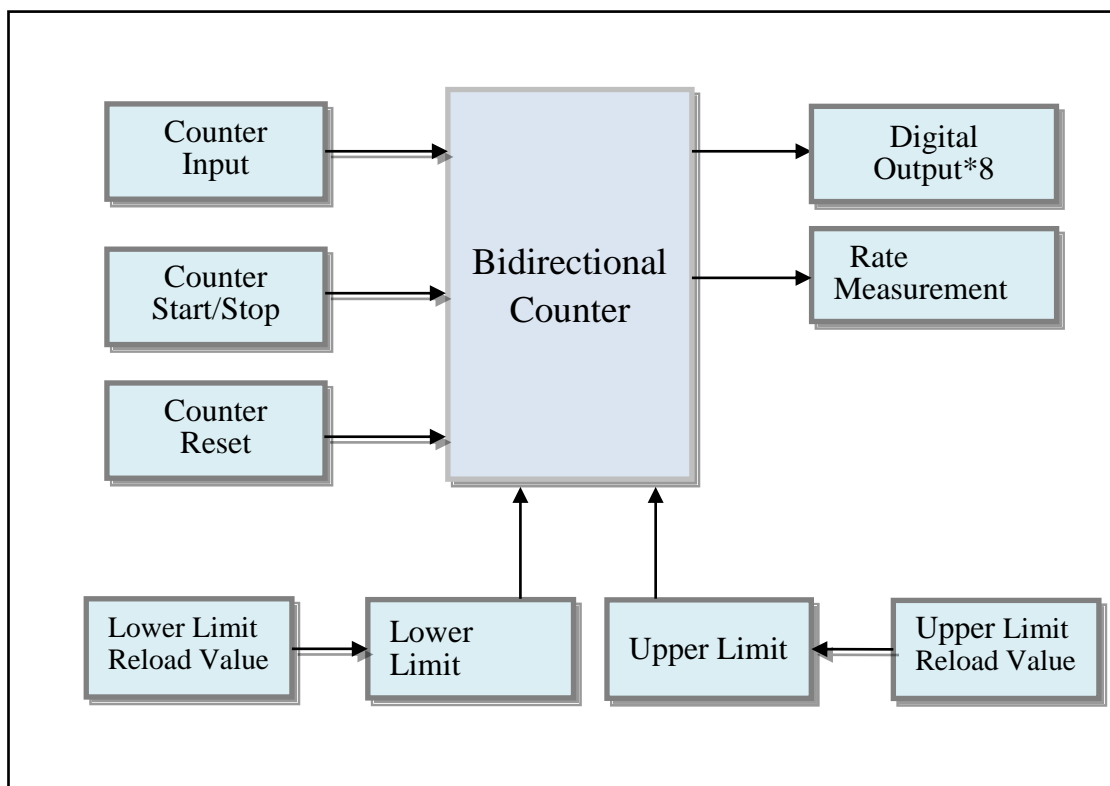 Counter
Input
Counter
Start/Stop
Counter
Reset
Bidirectional
Counter
Digital
Output*8
Rate
Measurement
Lower Limit
Reload Value
Lower
Limit
Upper Limit
Upper Limit
Reload Value